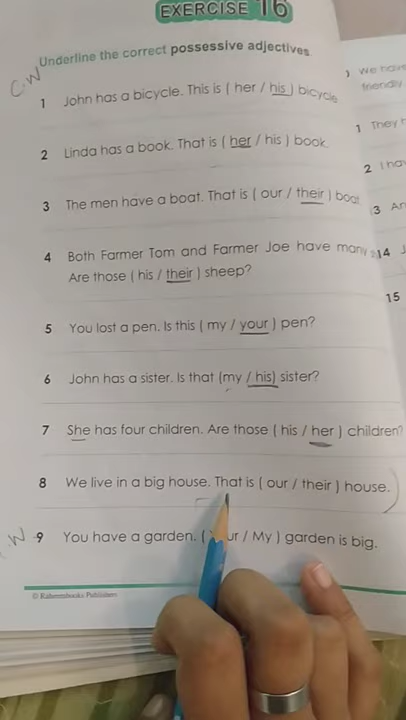 EXERCISE 16
C.W
Underline the correct possessive adjectives.
1 John has a bicycle. This is ( her / his ) bicycle
2 Linda has a book. That is ( her / his ) book.
3 The men have a boat. That is ( our / their ) boat
4 Both Farmer Tom and Farmer Joe have many
Are those ( his / their ) sheep?
5 You lost a pen. Is this ( my / your ) pen?
6 John has a sister. Is that (my / his) sister?
7 She has four children. Are those ( his / her ) children?
8 We live in a big house. That is ( our / their ) house.
9 You have a garden. ( / My ) garden is big.
© Rahmatbooks Publishers
We have
friendly
1 They
2 I
3
14
15